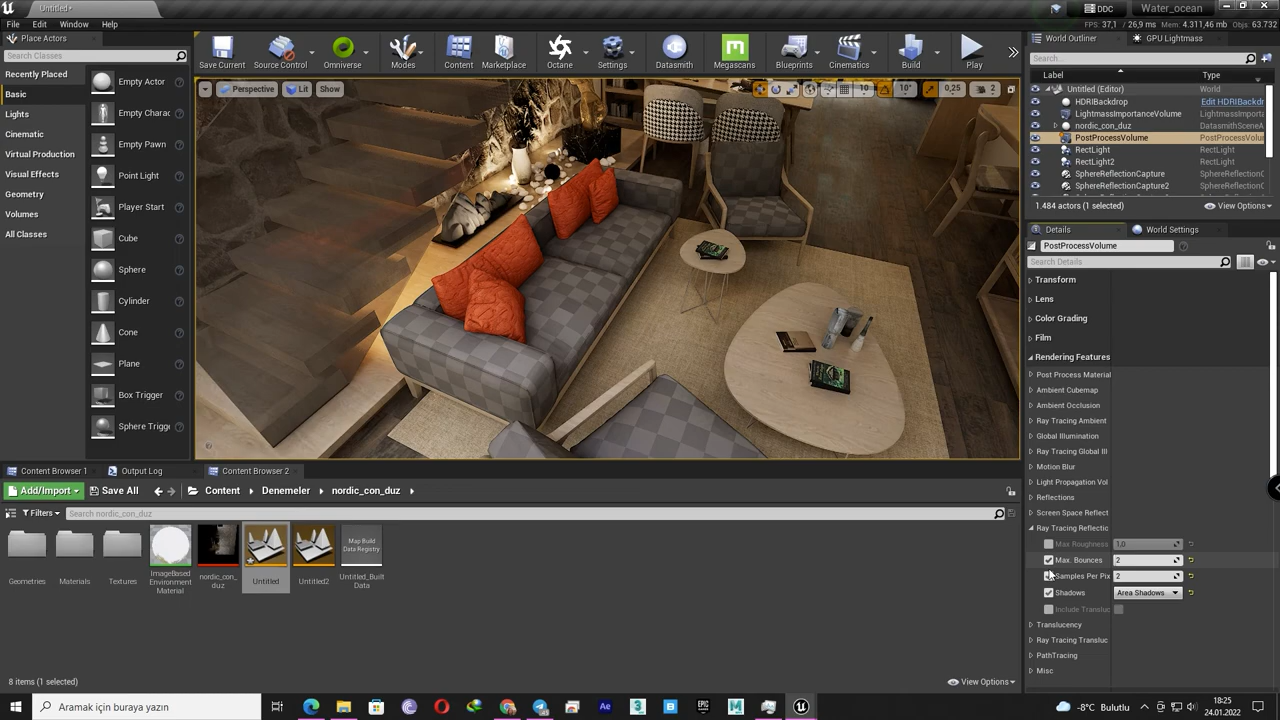 Untitled*
DDC
Water_ocean
File Edit Window Help
FPS: 37,1 / 26,9 ms Mem: 4.311,46 mb Objs: 63.732
Place Actors
Search Classes
Recently Placed
Basic
Lights
Cinematic
Virtual Production
Visual Effects
Geometry
Volumes
All Classes
Empty Actor
Empty Charac
Empty Pawn
Point Light
Player Start
Cube
Sphere
Cylinder
Cone
Plane
Box Trigger
Sphere Trigge
Save Current
Source Control
Omniverse
Modes
Content
Marketplace
Octane
Settings
Datasmith
Megascans
Blueprints
Cinematics
Build
Play
Perspective Lit Show
10 10° 0,25 2
World Outliner GPU Lightmass
Search...
Label Type
Untitled (Editor) World
HDRIBackdrop Edit HDRIBackdr
LightmassImportanceVolume LightmassImporta
nordic_con_duz DatasmithSceneA
PostProcessVolume PostProcessVolu
RectLight RectLight
RectLight2 RectLight
SphereReflectionCapture SphereReflectionC
SphereReflectionCapture2 SphereReflectionC
1.484 actors (1 selected) View Options
Details World Settings
PostProcessVolume
Search Details
Transform
Lens
Color Grading
Film
Rendering Features
Post Process Material
Ambient Cubemap
Ambient Occlusion
Ray Tracing Ambient
Global Illumination
Ray Tracing Global Ill
Motion Blur
Light Propagation Vol
Reflections
Screen Space Reflect
Ray Tracing Reflectic
Max Roughness 1,0
Max. Bounces 2
Samples Per Pix 2
Shadows Area Shadows
Include Transluc
Translucency
Ray Tracing Transluc
PathTracing
Misc
Content Browser 1 Output Log Content Browser 2
Add/Import Save All Content Denemeler nordic_con_duz
Filters Search nordic_con_duz
Geometries
Materials
Textures
ImageBased
Environment
Material
nordic_con_
duz
Untitled
Untitled2
Map Build
Data Registry
Untitled_Built
Data
8 items (1 selected) View Options
Aramak için buraya yazın
-8°C Bulutlu
18:25
24.01.2022